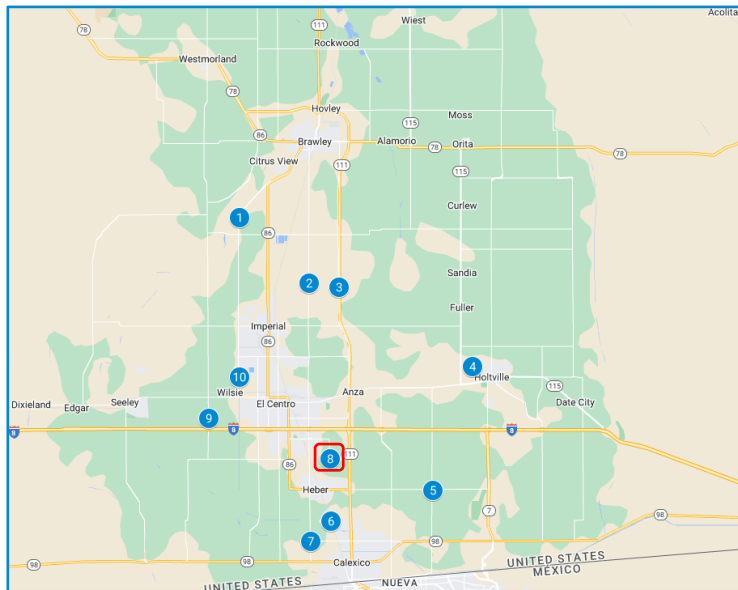 Acolita
78
111
Wiest
Rockwood
Westmorland
78
Hovley
115
Moss
86
Brawley
Alamorio
78
Orita
78
Citrus View
111
115
Curlew
1
86
Sandia
2
3
Fuller
Imperial
86
4
10
Holtville
Wilsie
Anza
115
Dixieland
Edgar
Seeley
El Centro
Date City
9
8
8
8
8
111
86
Heber
5
7
6
98
7
98
98
98
Calexico
UNITED STATES
MÉXICO
UNITED STATES
NUEVA